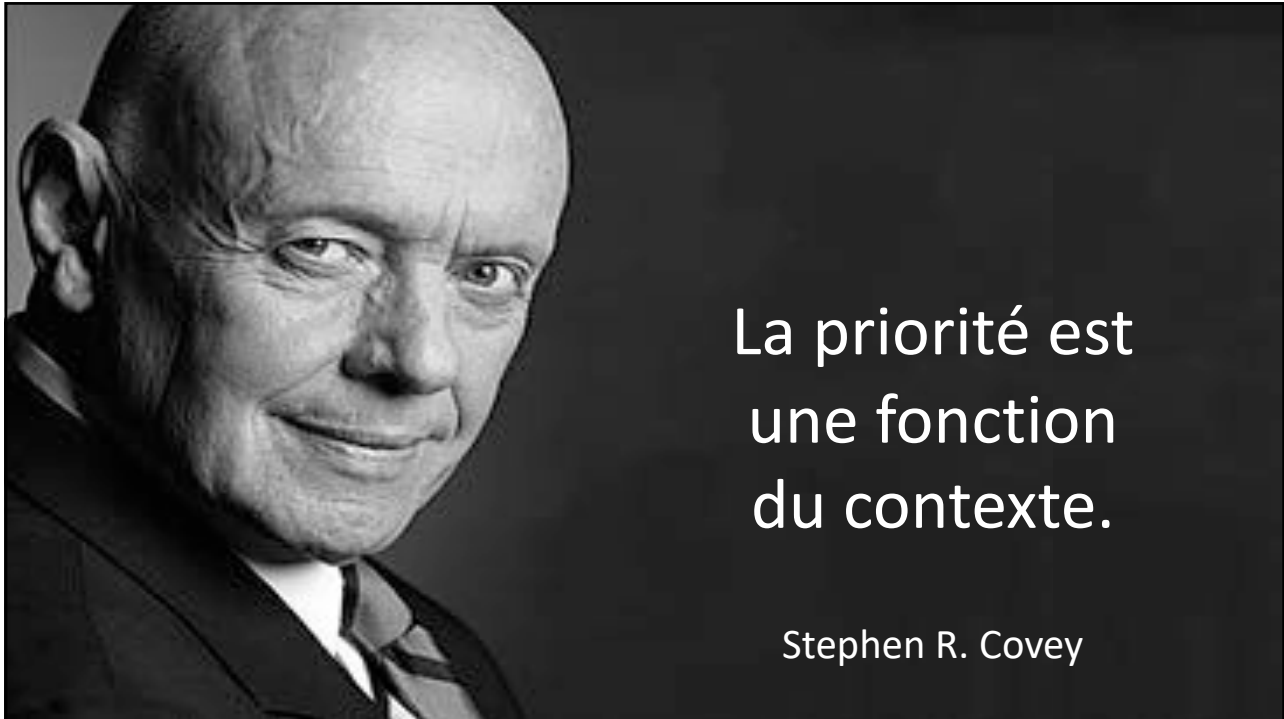 La priorité est
une fonction
du contexte.
Stephen R. Covey